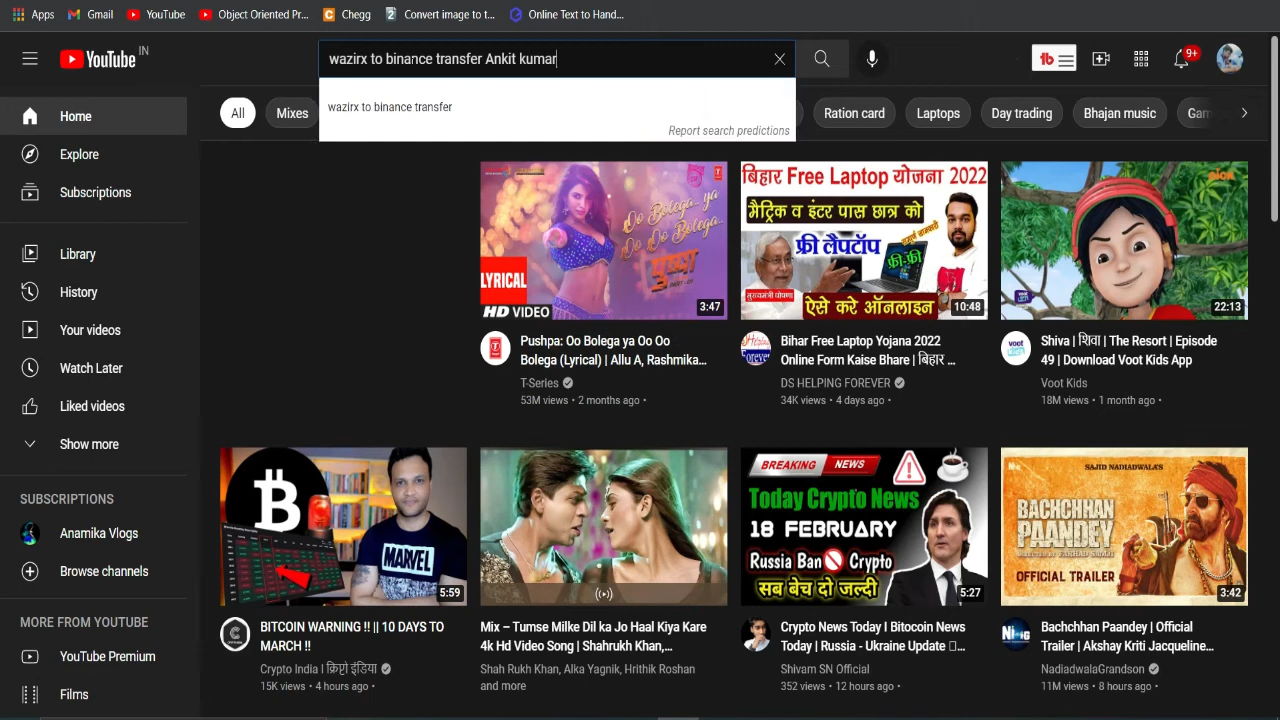 Apps
Gmail
YouTube
Object Oriented Pr...
Chegg
Convert image to t...
Online Text to Hand...
YouTube IN
wazirx to binance transfer Ankit kumar
9+
wazirx to binance transfer
Report search predictions
All
Mixes
Ration card
Laptops
Day trading
Bhajan music
Home
Explore
Subscriptions
Library
History
Your videos
Watch Later
Liked videos
Show more
SUBSCRIPTIONS
Anamika Vlogs
Browse channels
MORE FROM YOUTUBE
YouTube Premium
Films
Oo Bolega.. ya
Oo Oo Bolega..
पुष्पा
LYRICAL
HD VIDEO
3:47
Pushpa: Oo Bolega ya Oo Oo
Bolega (Lyrical) | Allu A, Rashmika...
T-Series
53M views • 2 months ago •
बिहार Free Laptop योजना 2022
मैट्रिक व इंटर पास छात्र को
फ्री लैपटॉप
फ्री-फ्री
ऐसे करे ऑनलाइन
10:48
Bihar Free Laptop Yojana 2022
Online Form Kaise Bhare | बिहार ...
DS HELPING FOREVER
34K views • 4 days ago •
nick
22:13
Shiva | शिवा | The Resort | Episode
49 | Download Voot Kids App
Voot Kids
18M views • 1 month ago •
MARVEL
5:59
BITCOIN WARNING !! || 10 DAYS TO
MARCH !!
Crypto India | क्रिप्टो इंडिया
15K views • 4 hours ago •
Mix – Tumse Milke Dil ka Jo Haal Kiya Kare
4k Hd Video Song | Shahrukh Khan,...
Shah Rukh Khan, Alka Yagnik, Hrithik Roshan
and more
BREAKING NEWS
Today Crypto News
18 FEBRUARY
Russia Ban Crypto
सब बेच दो जल्दी
5:27
Crypto News Today I Bitocoin News
Today | Russia - Ukraine Update ...
Shivam SN Official
352 views • 12 hours ago •
SAJID NADIADWALA'S
BACHCHHAN
PAANDEY
OFFICIAL TRAILER
3:42
Bachchhan Paandey | Official
Trailer | Akshay Kriti Jacqueline...
NadiadwalaGrandson
11M views • 8 hours ago •